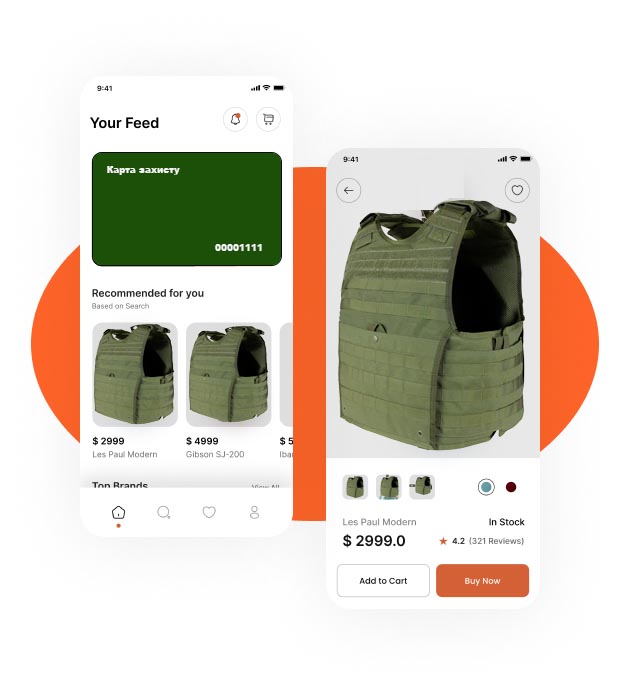 9:41
Your Feed
Карта захисту
00001111
Recommended for you
Based on Search
$ 2999
Les Paul Modern
$ 4999
Gibson SJ-200
$ 5
Iba
Top Brands
View All
9:41
Les Paul Modern
In Stock
$ 2999.0
4.2 (321 Reviews)
Add to Cart
Buy Now